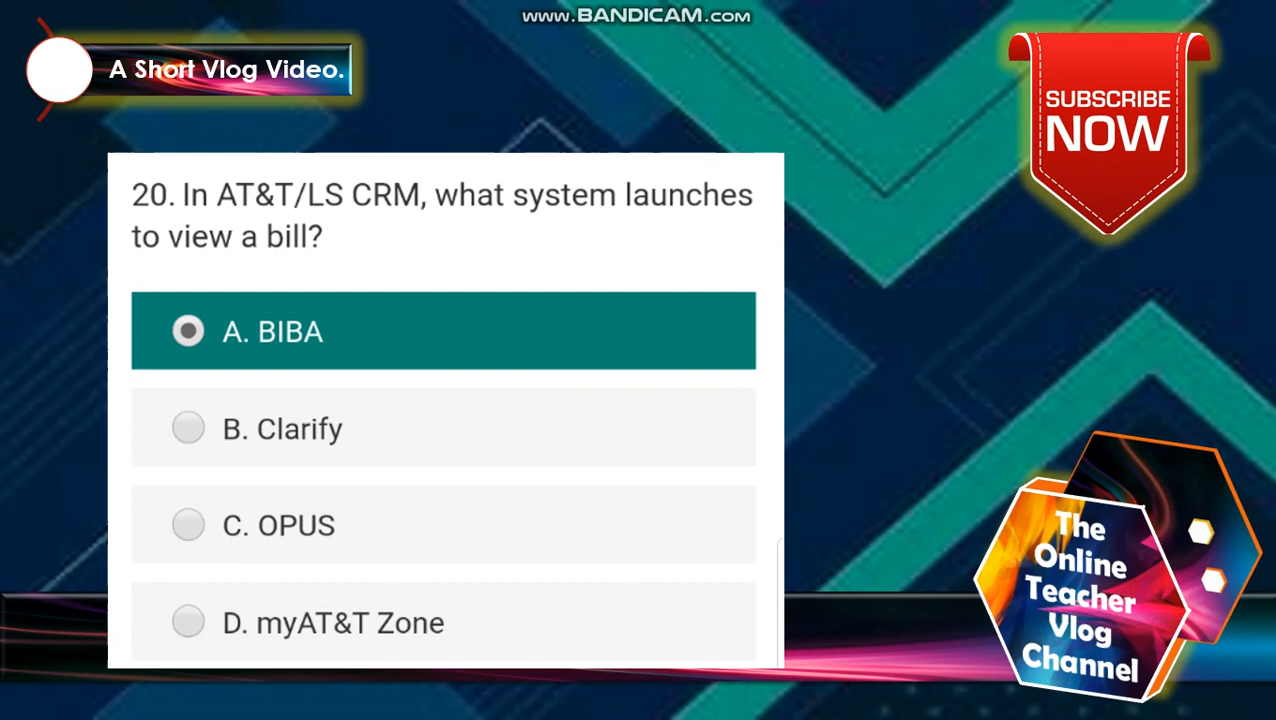 www.BANDICAM.com
A Short Vlog Video.
SUBSCRIBE
NOW
20. In AT&T/LS CRM, what system launches
to view a bill?
A. BIBA
B. Clarify
C. OPUS
D. myAT&T Zone
The
Online
Teacher
Vlog
Channel